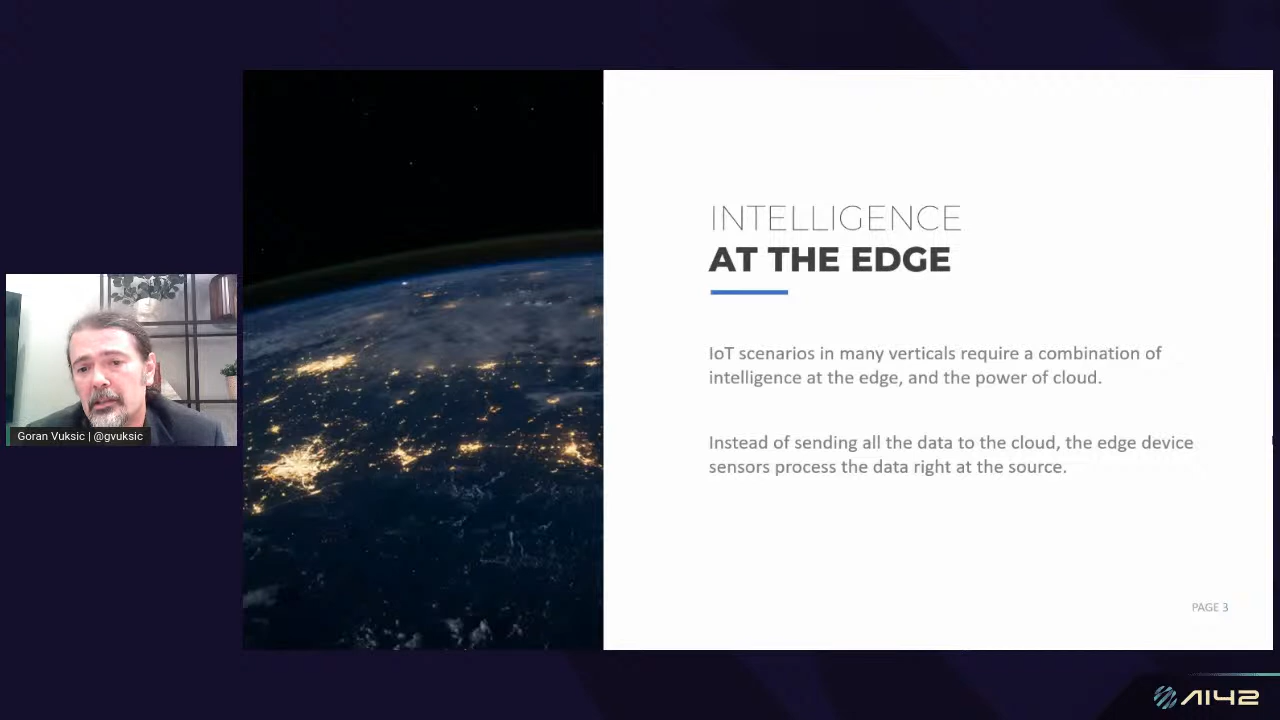 INTELLIGENCE
AT THE EDGE
IoT scenarios in many verticals require a combination of
intelligence at the edge, and the power of cloud.
Instead of sending all the data to the cloud, the edge device
sensors process the data right at the source.
PAGE 3
Goran Vuksic | @gvuksic
AI42